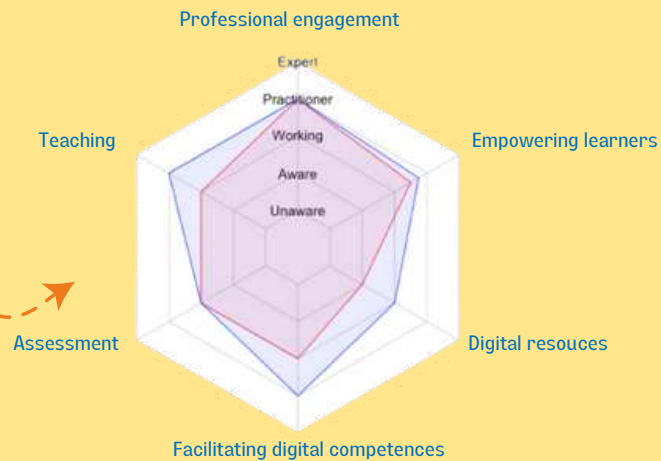 Professional engagement
Expert
Practitioner
Teaching
Working
Empowering learners
Aware
Unaware
Assessment
Digital resouces
Facilitating digital competences